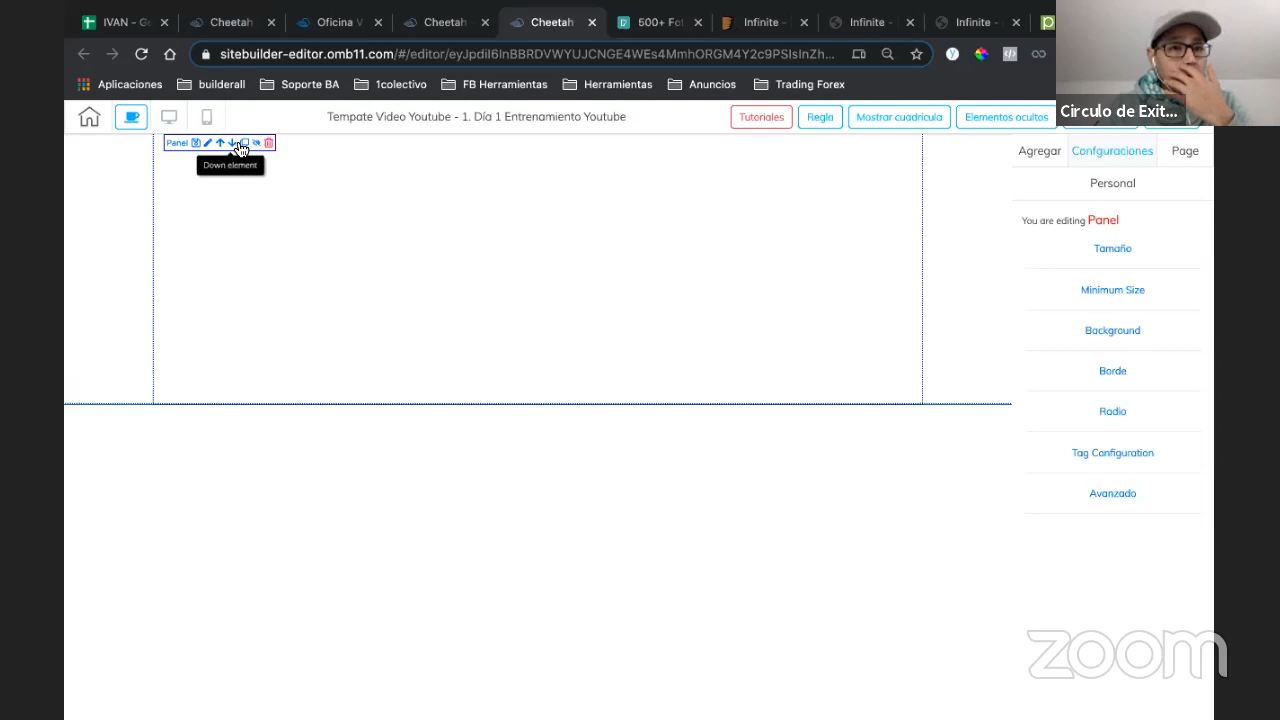 IVAN - G
Cheetah
Oficina V
Cheetah
Cheetah
500+ Fot
Infinite -
Infinite -
Infinite -
sitebuilder-editor.omb11.com/#/editor/eyJpdiI6InBBRDVWYUJCNGE4WEs4MmhORGM4Y2c9PSIsInZh...
Aplicaciones
builderall
Soporte BA
1colectivo
FB Herramientas
Herramientas
Anuncios
Trading Forex
Circulo de Exit...
Tempate Video Youtube - 1. Día 1 Entrenamiento Youtube
Tutoriales
Regla
Mostrar cuadrícula
Elementos ocultos
Panel
Down element
Agregar
Confguraciones
Page
Personal
You are editing Panel
Tamaño
Minimum Size
Background
Borde
Radio
Tag Configuration
Avanzado
zoom